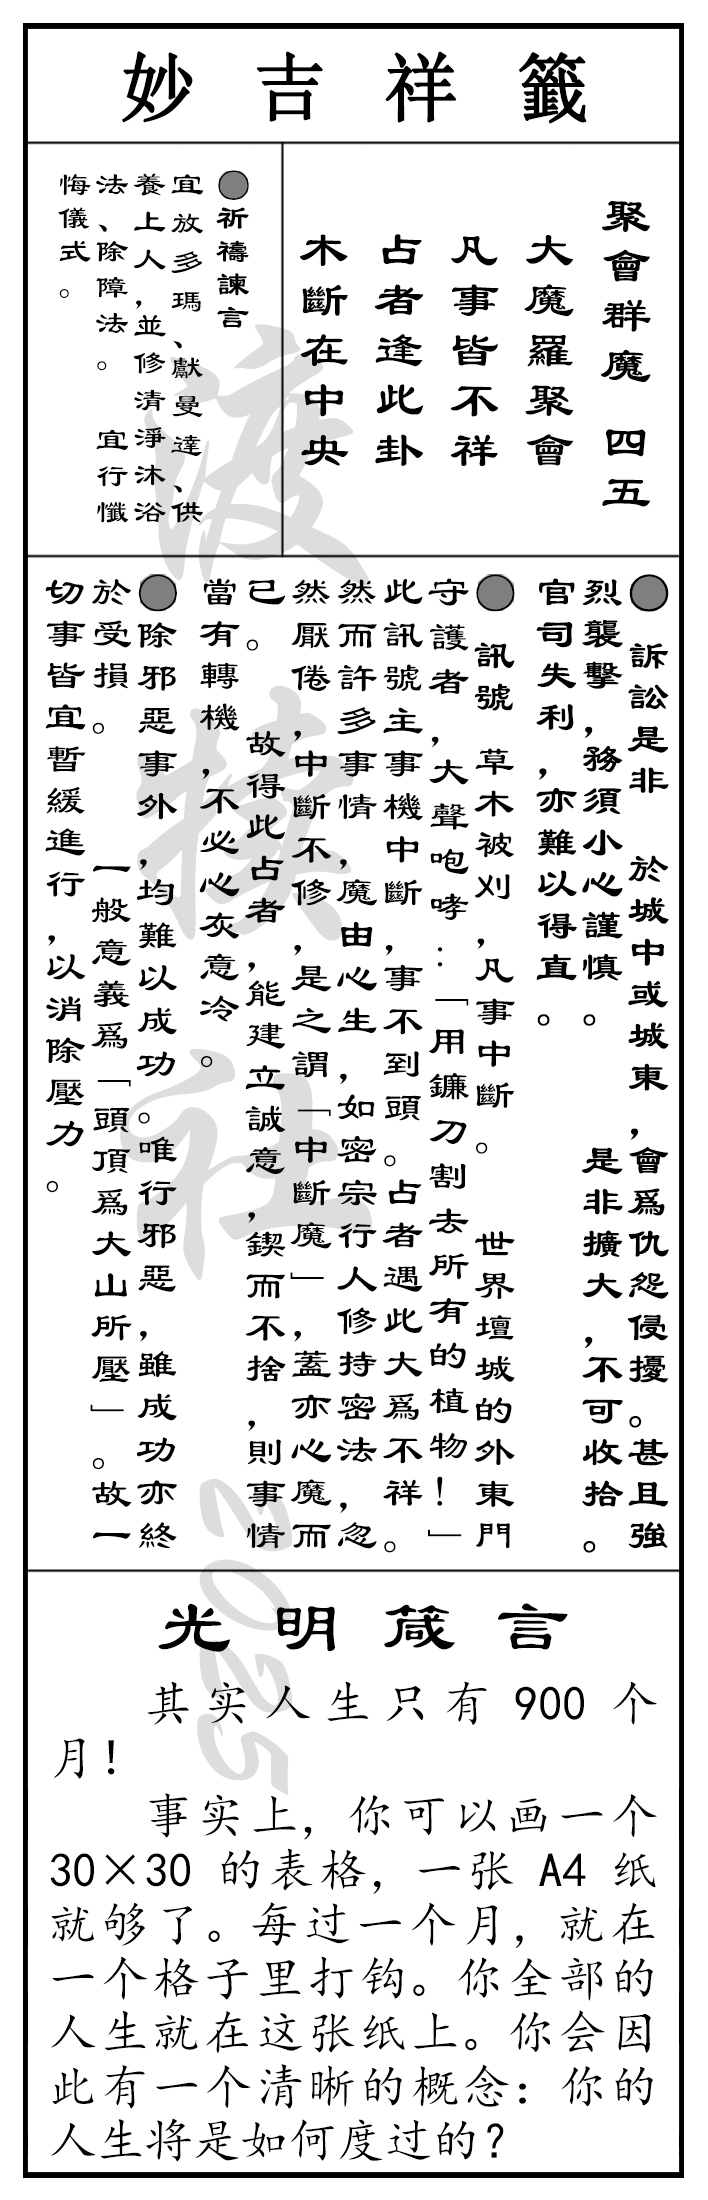 妙吉祥籤
聚會群魔 四五
大魔羅聚會
凡事皆不祥
占者逢此卦
木斷在中央
●祈禱諫言
宜放多瑪、獻曼達、供
養上人，並修清淨沐浴
法、除障法。 宜行懺
悔儀式。
● 訴訟是非 於城中或城東，會爲仇怨侵擾。甚且強
烈襲擊，務須小心謹慎。 是非擴大，不可收拾。
官司失利，亦難以得直。
● 訊號 草木被刈，凡事中斷。 世界壇城的外東門
守護者，大聲咆哮：「用鐮刀割去所有的植物！」
此訊號主事機中斷，事不到頭。占者遇此大爲不祥。
然而許多事情，魔由心生，如密宗行人修持密法，忽
然厭倦，中斷不修，是之謂「中斷魔」，蓋亦心魔而
已。 故得此占者，能建立誠意，鍥而不捨，則事情
當有轉機，不必心灰意冷。
●除邪惡事外，均難以成功。唯行邪惡，雖成功亦終
於受損。 一般意義爲「頭頂爲大山所壓」。故一
切事皆宜暫緩進行，以消除壓力。
光明箴言
其实人生只有 900 个
月！
事实上，你可以画一个
30×30 的表格，一张 A4 纸
就够了。每过一个月，就在
一个格子里打钩。你全部的
人生就在这张纸上。你会因
此有一个清晰的概念：你的
人生将是如何度过的？
渡揆社 2025